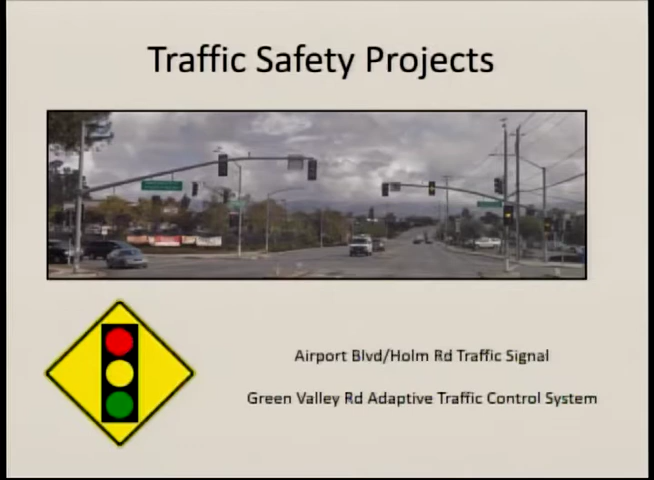 Traffic Safety Projects
Airport Blvd/Holm Rd Traffic Signal
Green Valley Rd Adaptive Traffic Control System